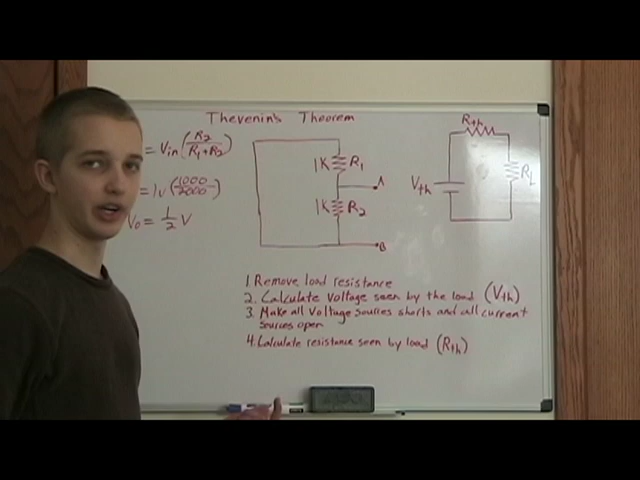 Thevenin's Theorem
= Vin (R2 / R1+R2)
= 1v (1000 / 2000)
Vo = 1/2 V
1K R1
A
1K R2
B
Rth
Vth
RL
1. Remove load resistance
2. Calculate voltage seen by the load (Vth)
3. Make all voltage sources shorts and all current
sources open
4. Calculate resistance seen by load (Rth)